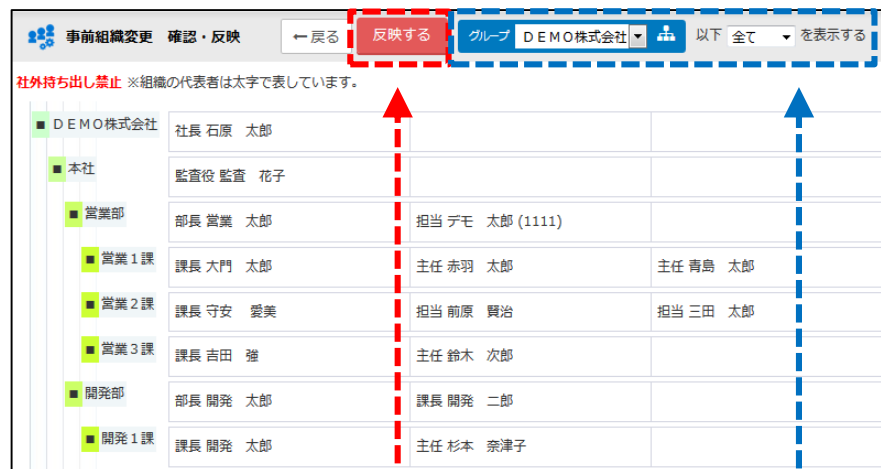 事前組織変更 確認・反映 ←戻る 反映する グループ DEMO株式会社 以下 全て を表示する
社外持ち出し禁止 ※組織の代表者は太字で表しています。
■ DEMO株式会社 社長 石原 太郎
■ 本社 監査役 監査 花子
■ 営業部 部長 営業 太郎 担当 デモ 太郎 (1111)
■ 営業1課 課長 大門 太郎 主任 赤羽 太郎 主任 青島 太郎
■ 営業2課 課長 守安 愛美 担当 前原 賢治 担当 三田 太郎
■ 営業3課 課長 吉田 強 主任 鈴木 次郎
■ 開発部 部長 開発 太郎 課長 開発 二郎
■ 開発1課 課長 開発 太郎 主任 杉本 奈津子